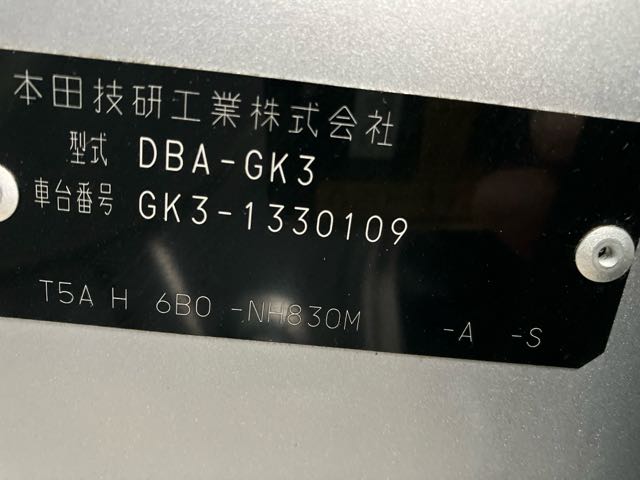 本田技研工業株式会社
型式 DBA-GK3
車台番号 GK3-1330109
T5A H 6B0 -NH830M -A -S